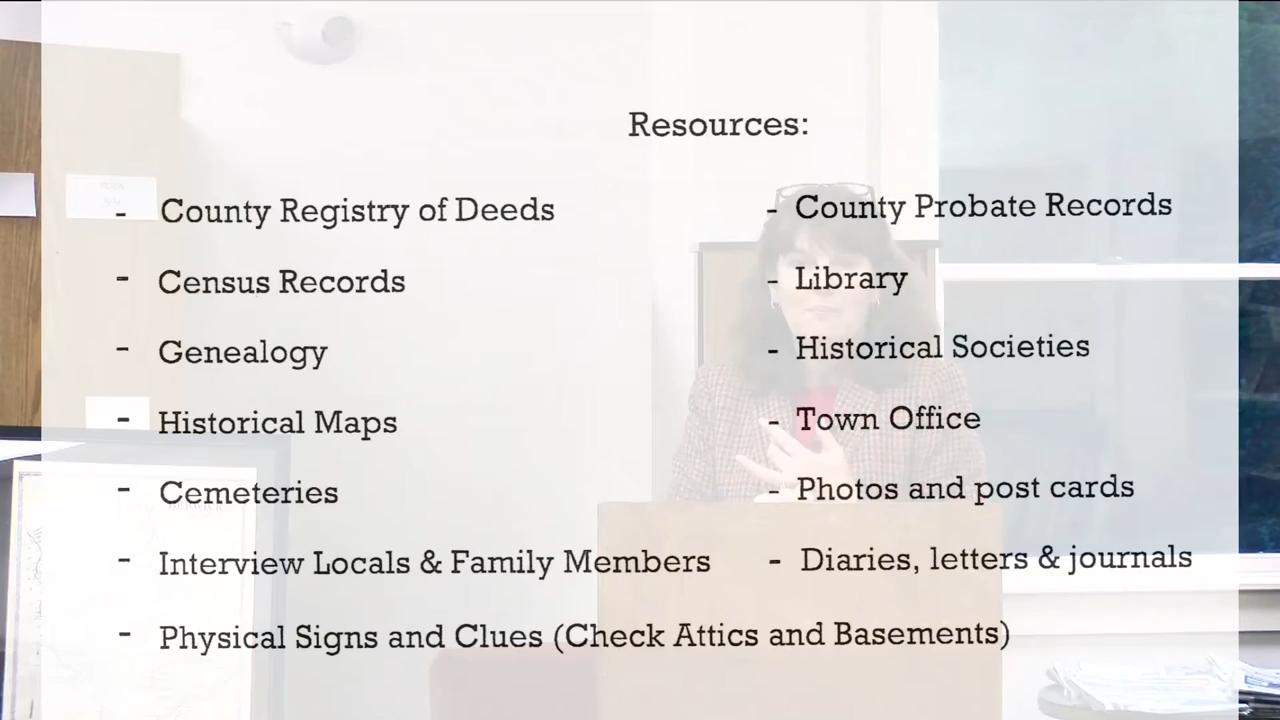 Resources:
- County Registry of Deeds
- Census Records
- Genealogy
- Historical Maps
- Cemeteries
- Interview Locals & Family Members
- Physical Signs and Clues (Check Attics and Basements)
- County Probate Records
- Library
- Historical Societies
- Town Office
- Photos and post cards
- Diaries, letters & journals
BERWICK